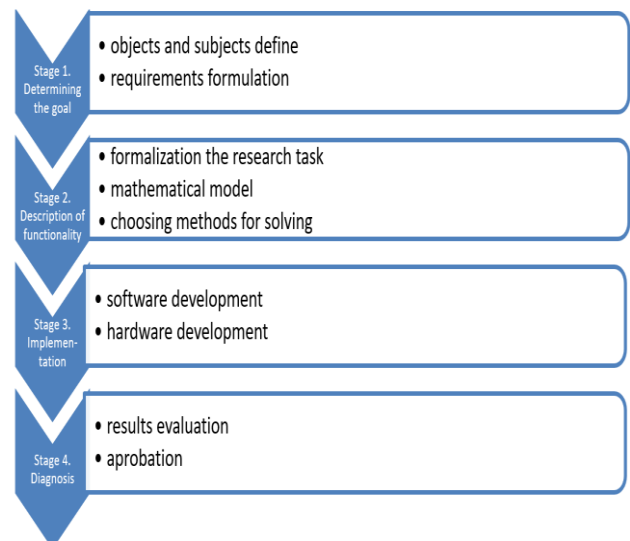 Stage 1.
Determining
the goal
• objects and subjects define
• requirements formulation
Stage 2.
Description of
functionality
• formalization the research task
• mathematical model
• choosing methods for solving
Stage 3.
Implemen-
tation
• software development
• hardware development
Stage 4.
Diagnosis
• results evaluation
• aprobation